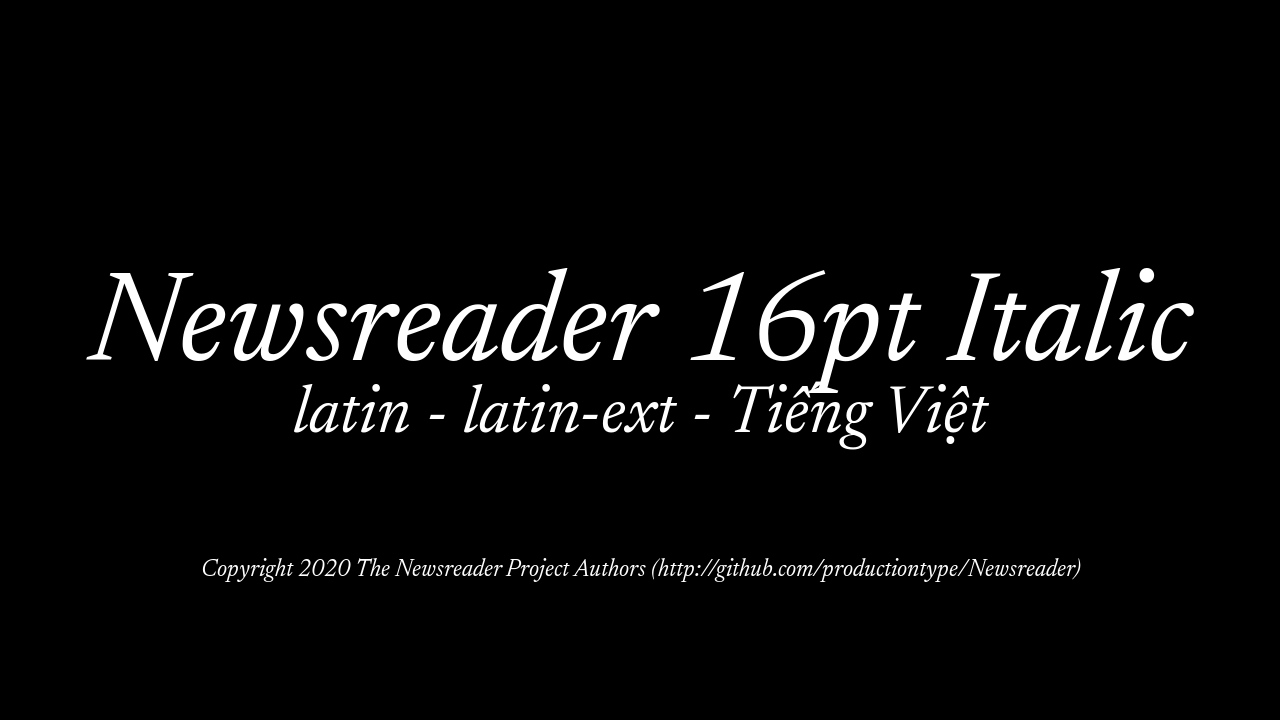 Newsreader 16pt Italic
latin - latin-ext - Tiếng Việt
Copyright 2020 The Newsreader Project Authors (http://github.com/productiontype/Newsreader)